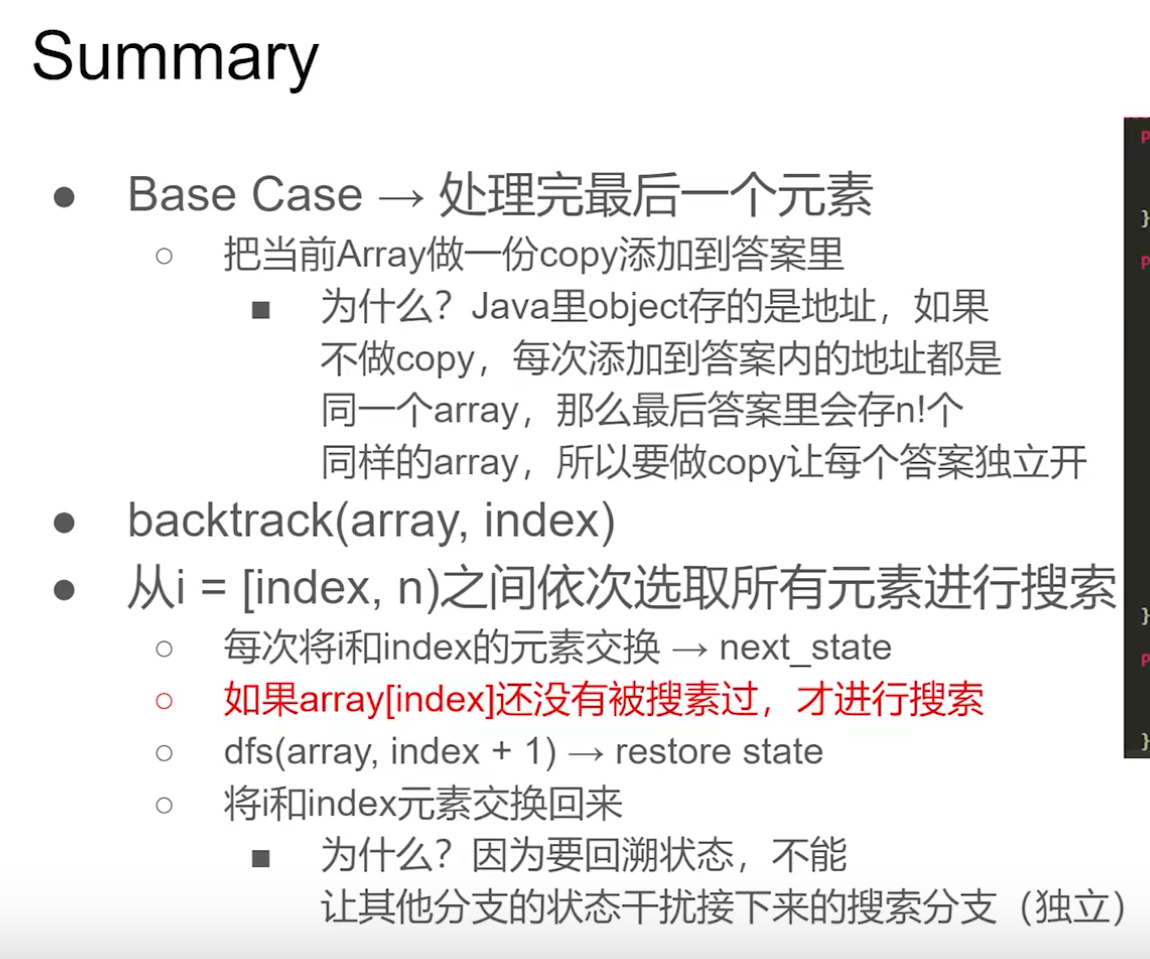 Summary
● Base Case → 处理完最后一个元素
○ 把当前Array做一份copy添加到答案里
■ 为什么？Java里object存的是地址，如果
不做copy，每次添加到答案内的地址都是
同一个array，那么最后答案里会存n!个
同样的array，所以要做copy让每个答案独立开
● backtrack(array, index)
● 从i = [index, n)之间依次选取所有元素进行搜索
○ 每次将i和index的元素交换 → next_state
○ 如果array[index]还没有被搜素过，才进行搜索
○ dfs(array, index + 1) → restore state
○ 将i和index元素交换回来
■ 为什么？因为要回溯状态，不能
让其他分支的状态干扰接下来的搜索分支（独立）
p
}
p
}
p
}